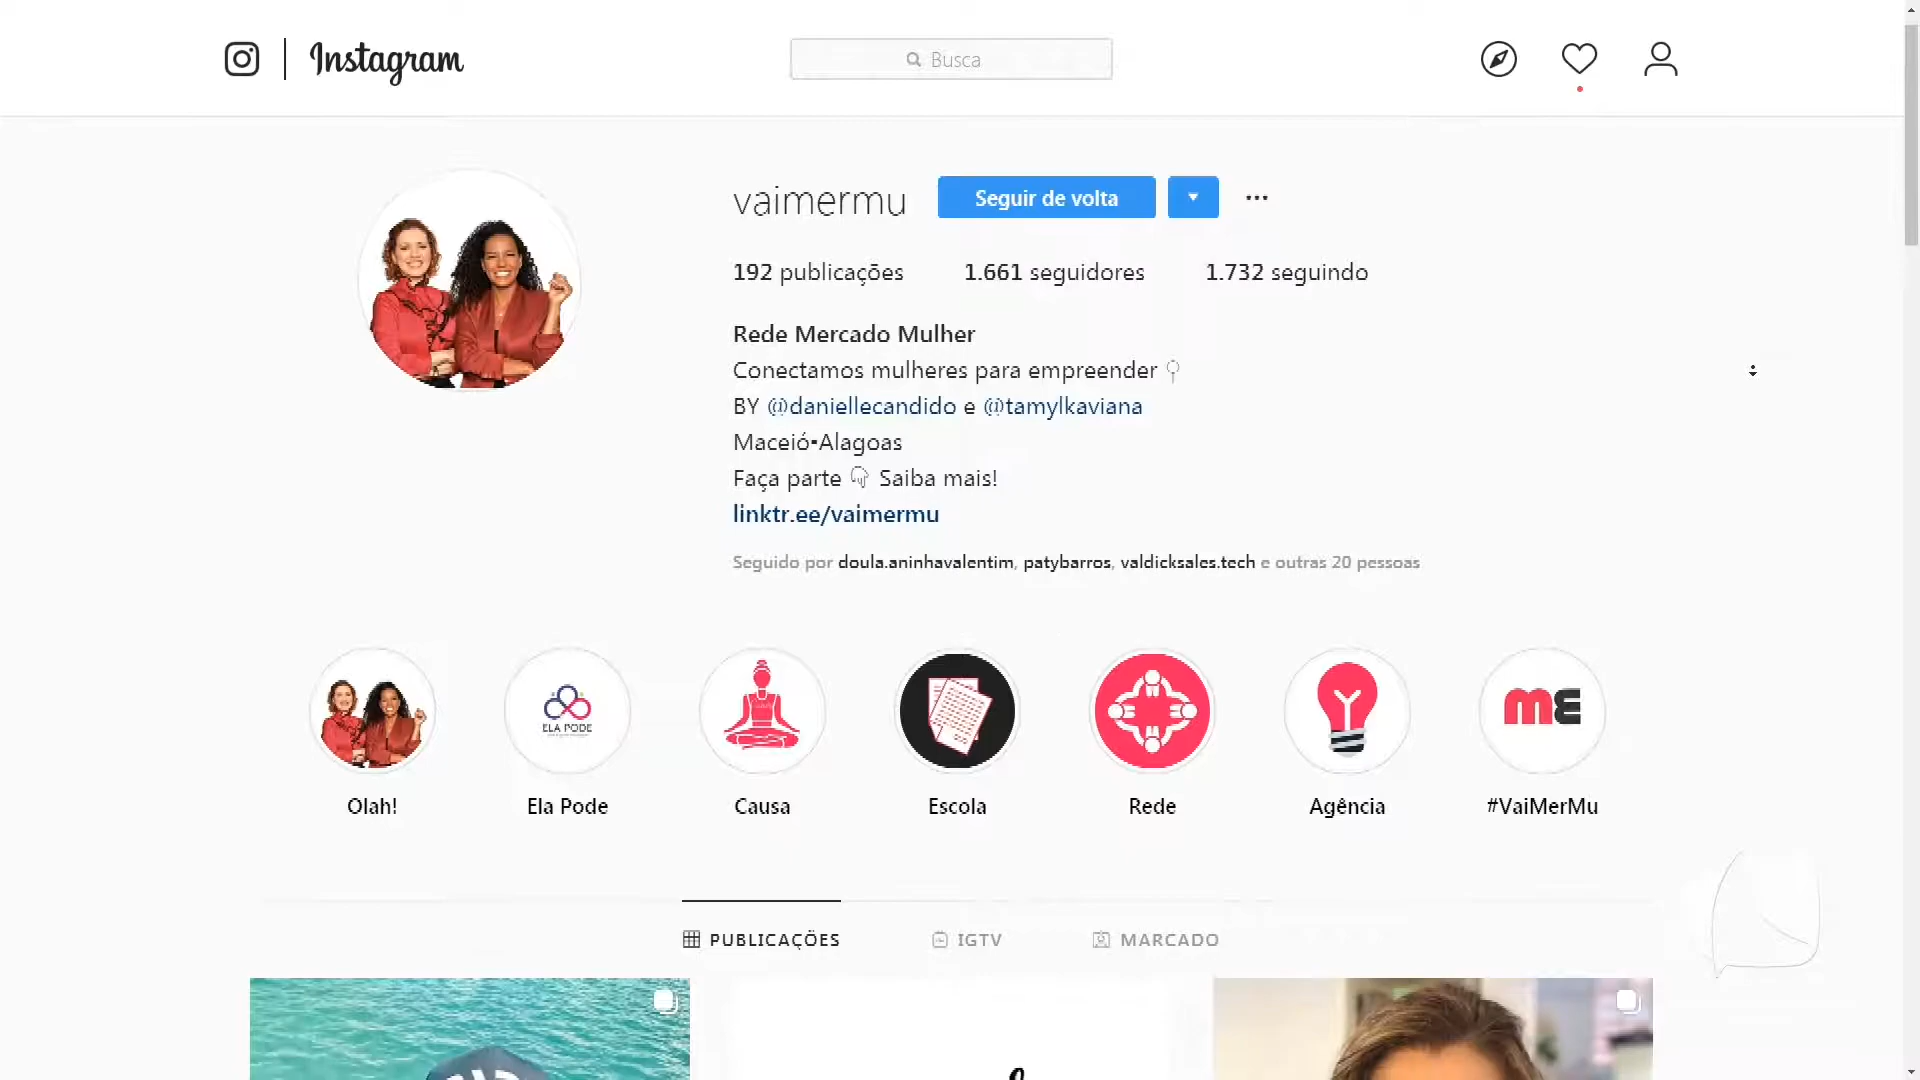 Instagram
Busca
vaimermu Seguir de volta
192 publicações 1.661 seguidores 1.732 seguindo
Rede Mercado Mulher
Conectamos mulheres para empreender
BY @daniellecandido e @tamylkaviana
Maceió▪Alagoas
Faça parte 👇 Saiba mais!
linktr.ee/vaimermu
Seguido por doula.aninhavalentim, patybarros, valdicksales.tech e outras 20 pessoas
ELA PODE
ME
Olah! Ela Pode Causa Escola Rede Agência #VaiMerMu
PUBLICAÇÕES IGTV MARCADO